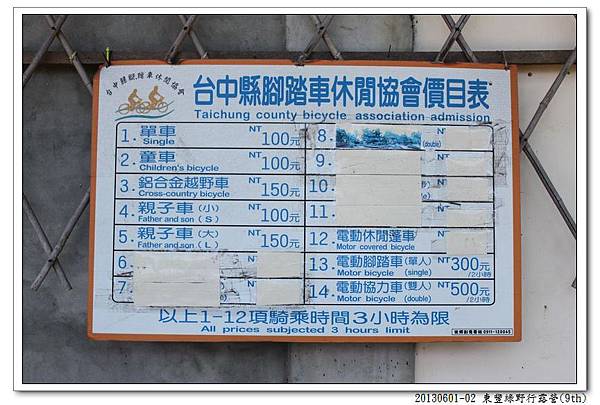 台中縣腳踏車休閒協會
台中縣腳踏車休閒協會價目表
Taichung county bicycle association admission
1. 單車 NT 100元
Single
2. 童車 NT 100元
Children's bicycle
3. 鋁合金越野車 NT 150元
Cross-country bicycle
4. 親子車(小) NT 100元
Father and son (S)
5. 親子車(大) NT 150元
Father and son (L)
6.
7.
8.
(double)
9.
10.
11.
12. 電動休閒蓬車 NT
Motor covered bicycle
13. 電動腳踏車(單人) NT 300元
Motor bicycle (single) /2小時
14. 電動協力車(雙人) NT 500元
Motor bicycle (double) /2小時
以上1-12項騎乘時間3小時為限
All prices subjected 3 hours limit
20130601-02 東豐綠野行露營(9th)